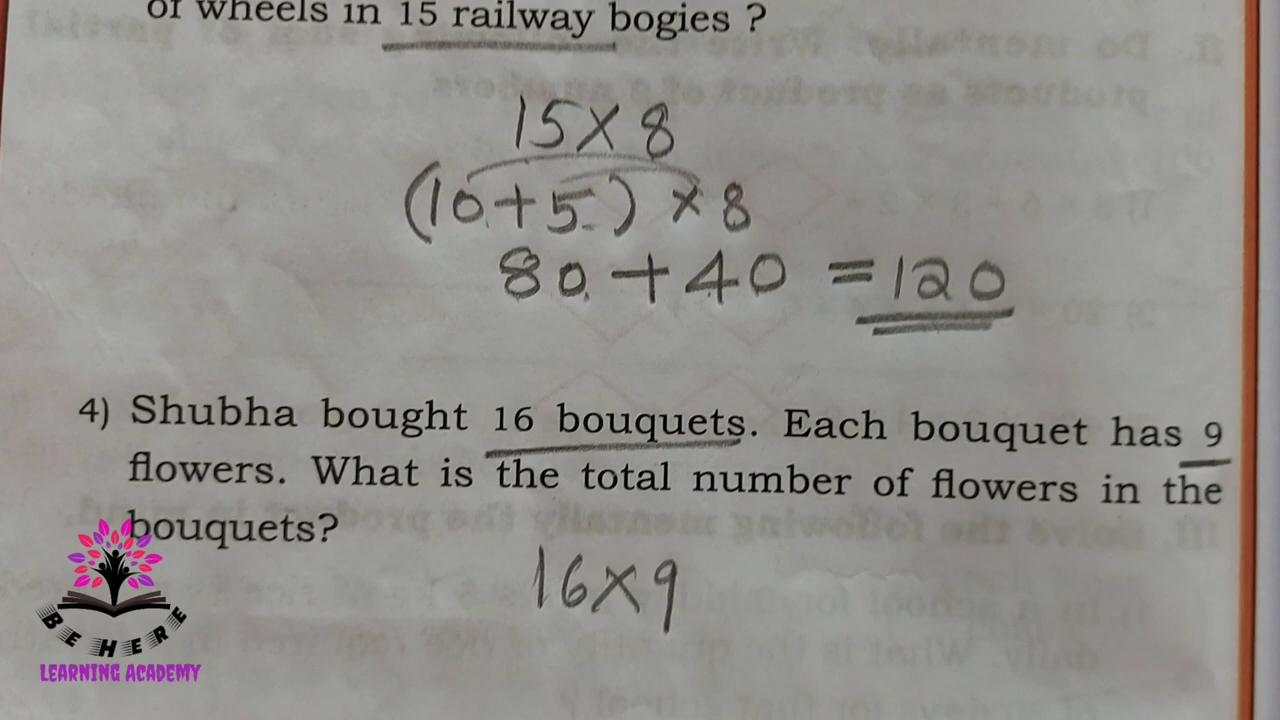 of wheels in 15 railway bogies ?
15 × 8
(10 + 5) × 8
80 + 40 = 120
4) Shubha bought 16 bouquets. Each bouquet has 9
flowers. What is the total number of flowers in the
bouquets?
16 × 9
BE HERE
LEARNING ACADEMY